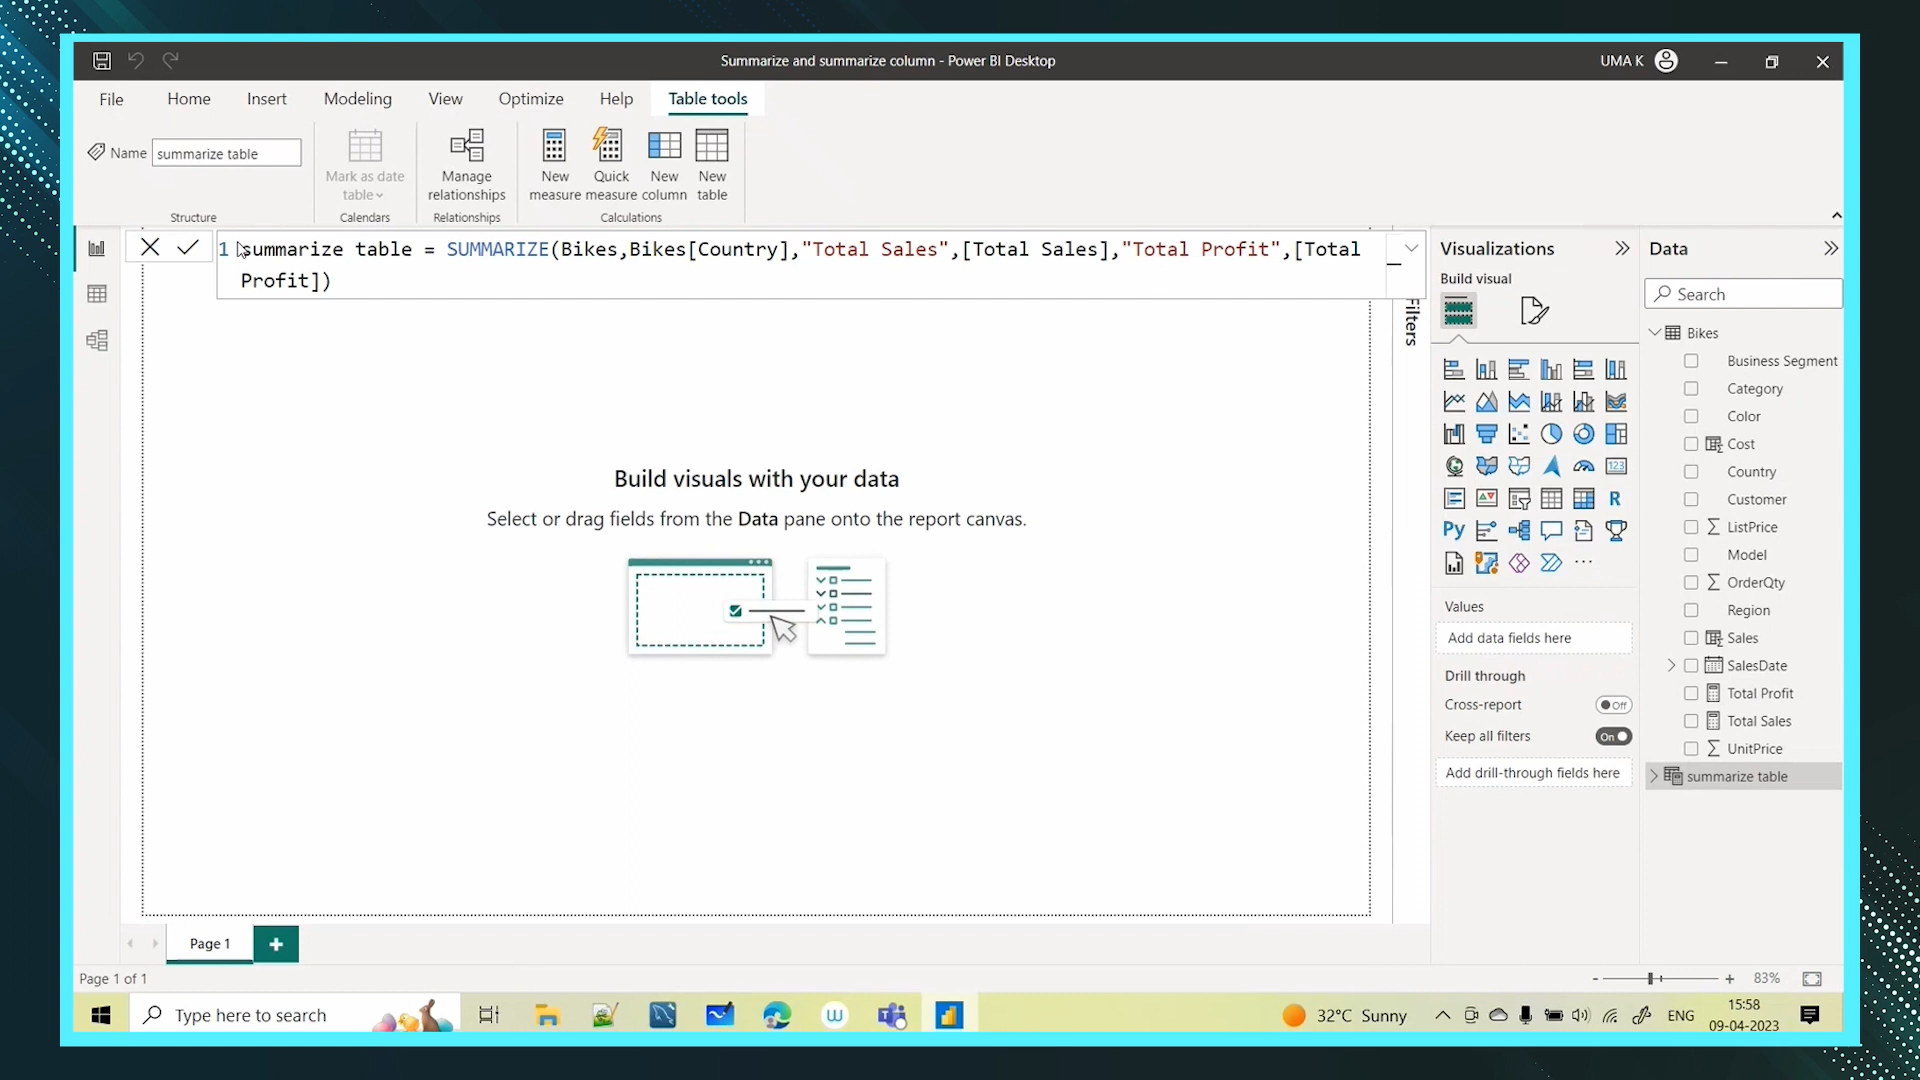 Summarize and summarize column - Power BI Desktop
UMA K
File
Home
Insert
Modeling
View
Optimize
Help
Table tools
Name
summarize table
Mark as date
table
Manage
relationships
New
measure
Quick
measure
New
column
New
table
Structure
Calendars
Relationships
Calculations
1 summarize table = SUMMARIZE(Bikes,Bikes[Country],"Total Sales",[Total Sales],"Total Profit",[Total
Profit])
Filters
Build visuals with your data
Select or drag fields from the Data pane onto the report canvas.
Visualizations
Build visual
123
R
Py
Values
Add data fields here
Drill through
Cross-report
Off
Keep all filters
On
Add drill-through fields here
Data
Search
Bikes
Business Segment
Category
Color
Cost
Country
Customer
ListPrice
Model
OrderQty
Region
Sales
SalesDate
Total Profit
Total Sales
UnitPrice
summarize table
Page 1
Page 1 of 1
- + 83%
Type here to search
32°C Sunny
ENG
15:58
09-04-2023